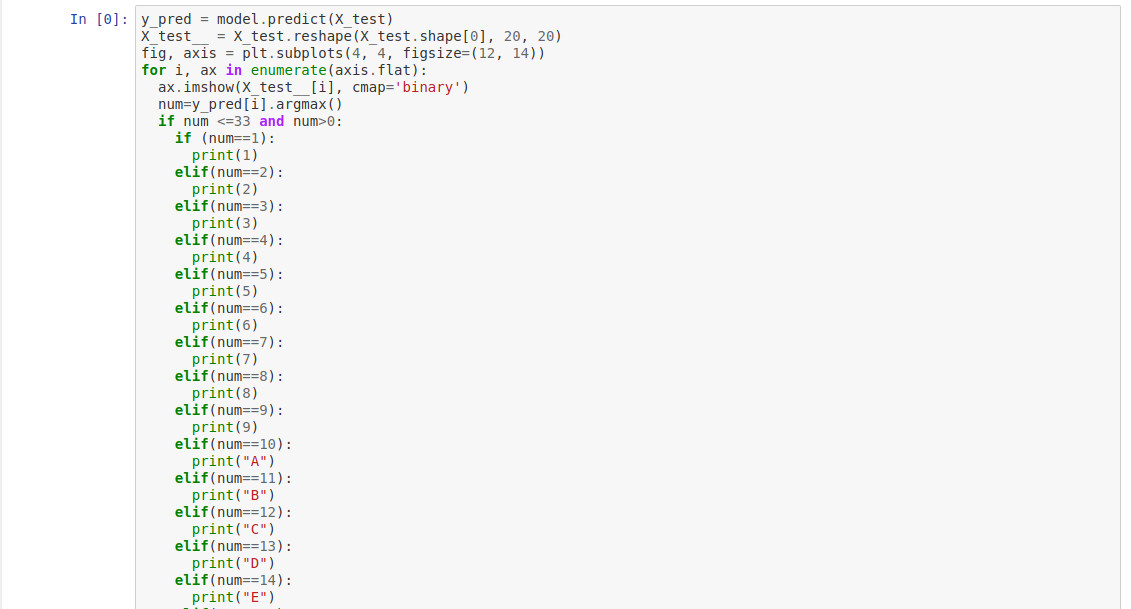 In [0]: y_pred = model.predict(X_test)
X_test__ = X_test.reshape(X_test.shape[0], 20, 20)
fig, axis = plt.subplots(4, 4, figsize=(12, 14))
for i, ax in enumerate(axis.flat):
  ax.imshow(X_test__[i], cmap='binary')
  num=y_pred[i].argmax()
  if num <=33 and num>0:
    if (num==1):
      print(1)
    elif(num==2):
      print(2)
    elif(num==3):
      print(3)
    elif(num==4):
      print(4)
    elif(num==5):
      print(5)
    elif(num==6):
      print(6)
    elif(num==7):
      print(7)
    elif(num==8):
      print(8)
    elif(num==9):
      print(9)
    elif(num==10):
      print("A")
    elif(num==11):
      print("B")
    elif(num==12):
      print("C")
    elif(num==13):
      print("D")
    elif(num==14):
      print("E")